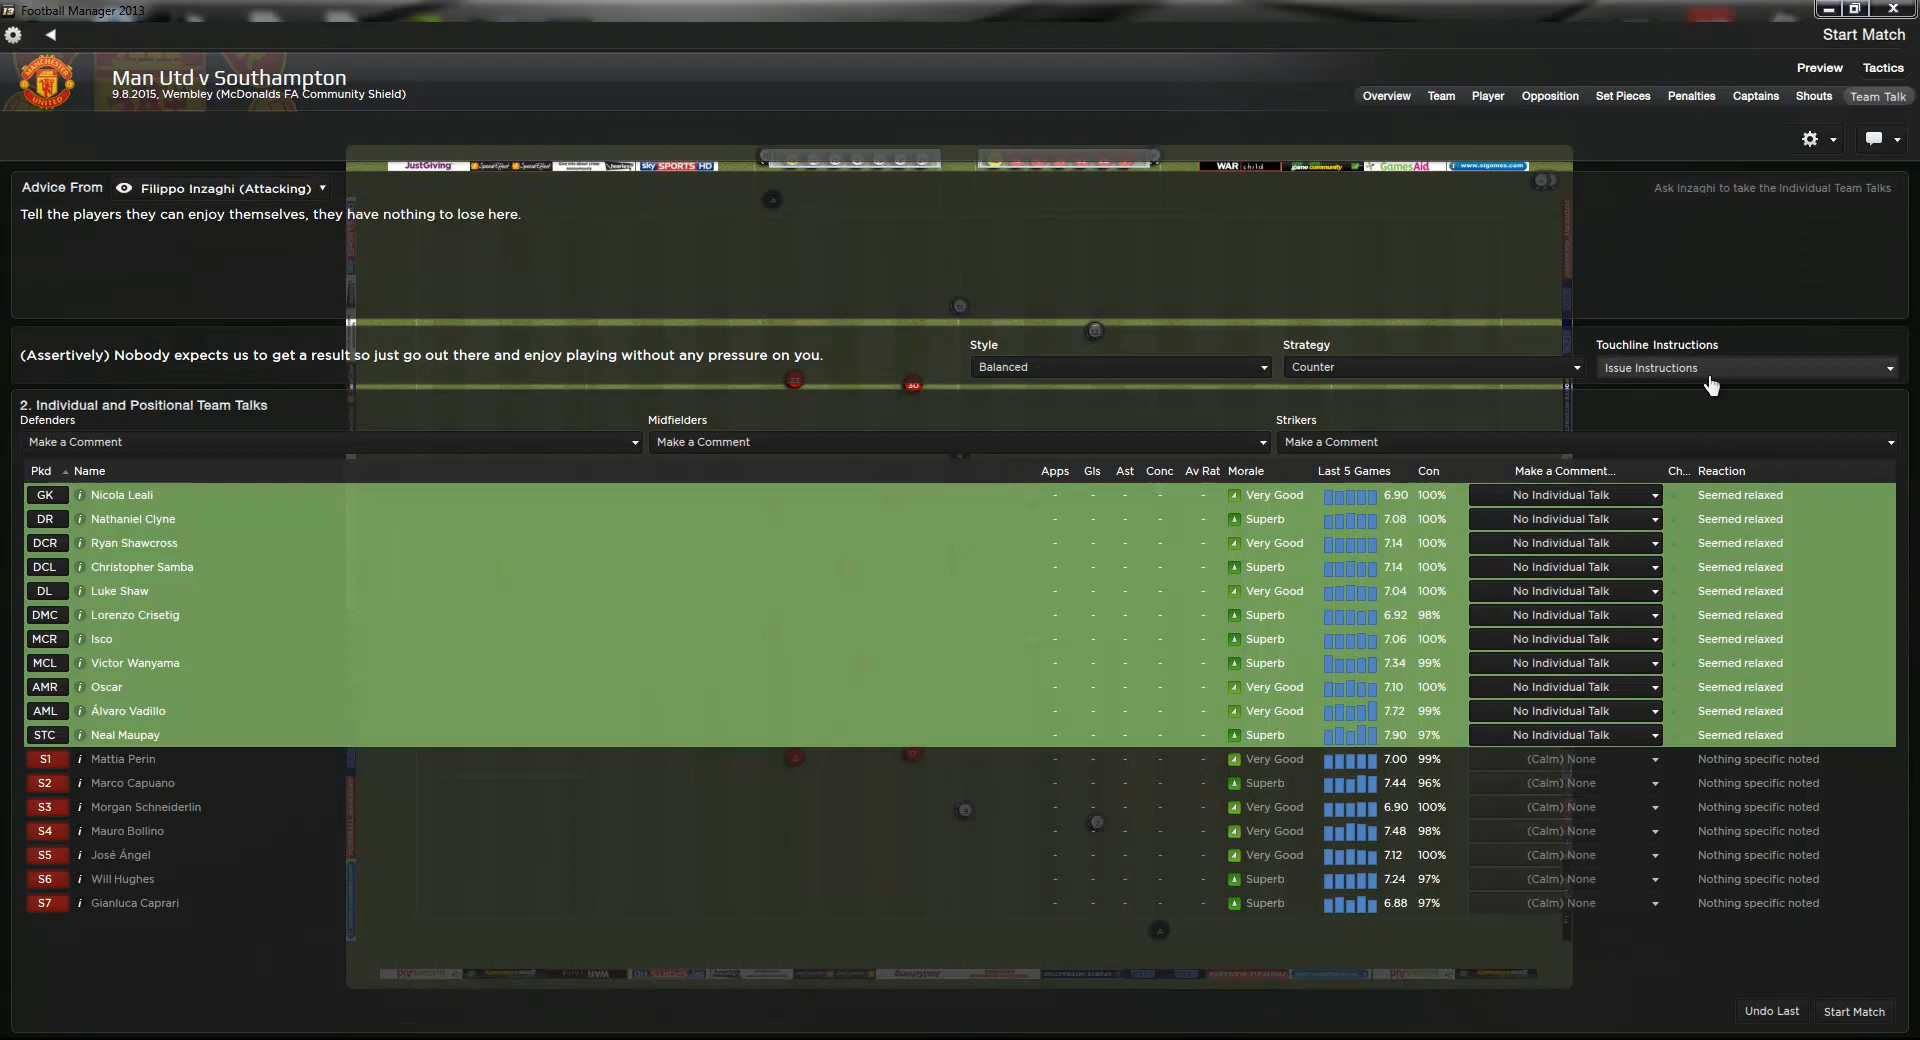 Football Manager 2013
Start Match
Man Utd v Southampton
9.8.2015, Wembley (McDonalds FA Community Shield)
Preview Tactics
Overview Team Player Opposition Set Pieces Penalties Captains Shouts Team Talk
JustGiving SpecialEffect SpecialEffect sky SPORTS HD WAR child game community GamesAid www.sigames.com
Advice From Filippo Inzaghi (Attacking) Ask Inzaghi to take the Individual Team Talks
Tell the players they can enjoy themselves, they have nothing to lose here.
Style Strategy Touchline Instructions
(Assertively) Nobody expects us to get a result so just go out there and enjoy playing without any pressure on you. Balanced Counter Issue Instructions
2. Individual and Positional Team Talks
Defenders Midfielders Strikers
Make a Comment Make a Comment Make a Comment
Pkd Name Apps Gls Ast Conc Av Rat Morale Last 5 Games Con Make a Comment... Ch... Reaction
GK i Nicola Leali - - - - - Very Good 6.90 100% No Individual Talk Seemed relaxed
DR i Nathaniel Clyne - - - - - Superb 7.08 100% No Individual Talk Seemed relaxed
DCR i Ryan Shawcross - - - - - Very Good 7.14 100% No Individual Talk Seemed relaxed
DCL i Christopher Samba - - - - - Superb 7.14 100% No Individual Talk Seemed relaxed
DL i Luke Shaw - - - - - Very Good 7.04 100% No Individual Talk Seemed relaxed
DMC i Lorenzo Crisetig - - - - - Superb 6.92 98% No Individual Talk Seemed relaxed
MCR i Isco - - - - - Superb 7.06 100% No Individual Talk Seemed relaxed
MCL i Victor Wanyama - - - - - Superb 7.34 99% No Individual Talk Seemed relaxed
AMR i Oscar - - - - - Very Good 7.10 100% No Individual Talk Seemed relaxed
AML i Álvaro Vadillo - - - - - Very Good 7.72 99% No Individual Talk Seemed relaxed
STC i Neal Maupay - - - - - Superb 7.90 97% No Individual Talk Seemed relaxed
S1 i Mattia Perin - - - - - Very Good 7.00 99% (Calm) None Nothing specific noted
S2 i Marco Capuano - - - - - Superb 7.44 96% (Calm) None Nothing specific noted
S3 i Morgan Schneiderlin - - - - - Very Good 6.90 100% (Calm) None Nothing specific noted
S4 i Mauro Bollino - - - - - Very Good 7.48 98% (Calm) None Nothing specific noted
S5 i José Ángel - - - - - Very Good 7.12 100% (Calm) None Nothing specific noted
S6 i Will Hughes - - - - - Superb 7.24 97% (Calm) None Nothing specific noted
S7 i Gianluca Caprari - - - - - Superb 6.88 97% (Calm) None Nothing specific noted
Undo Last Start Match